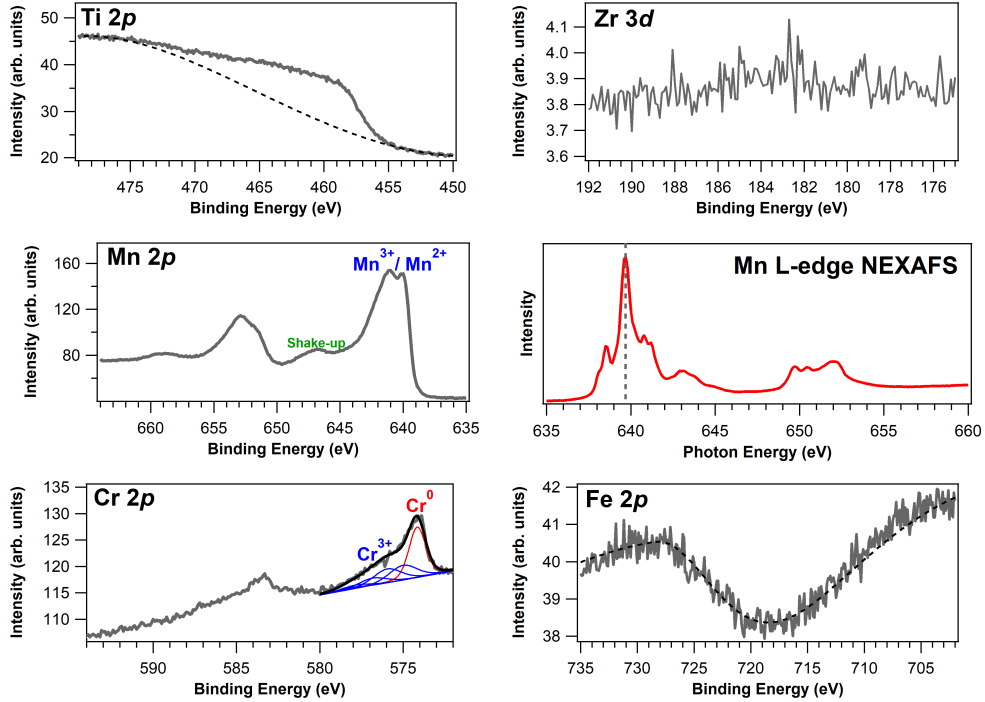 Ti 2p
Intensity (arb. units)
50
40
30
20
475 470 465 460 455 450
Binding Energy (eV)
Zr 3d
Intensity (arb. units)
4.1
4.0
3.9
3.8
3.7
3.6
192 190 188 186 184 182 180 178 176
Binding Energy (eV)
Mn 2p
Mn3+/ Mn2+
Shake-up
Intensity (arb. units)
160
120
80
660 655 650 645 640 635
Binding Energy (eV)
Mn L-edge NEXAFS
Intensity
635 640 645 650 655 660
Photon Energy (eV)
Cr 2p
Cr0
Cr3+
Intensity (arb. units)
135
130
125
120
115
110
590 585 580 575
Binding Energy (eV)
Fe 2p
Intensity (arb. units)
42
41
40
39
38
735 730 725 720 715 710 705
Binding Energy (eV)